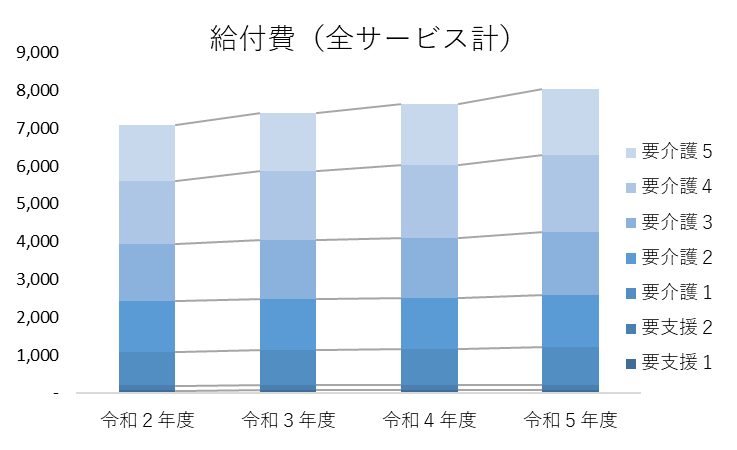 給付費（全サービス計）
9,000
8,000
7,000
6,000
5,000
4,000
3,000
2,000
1,000
-
令和２年度 令和３年度 令和４年度 令和５年度
要介護５
要介護４
要介護３
要介護２
要介護１
要支援２
要支援１